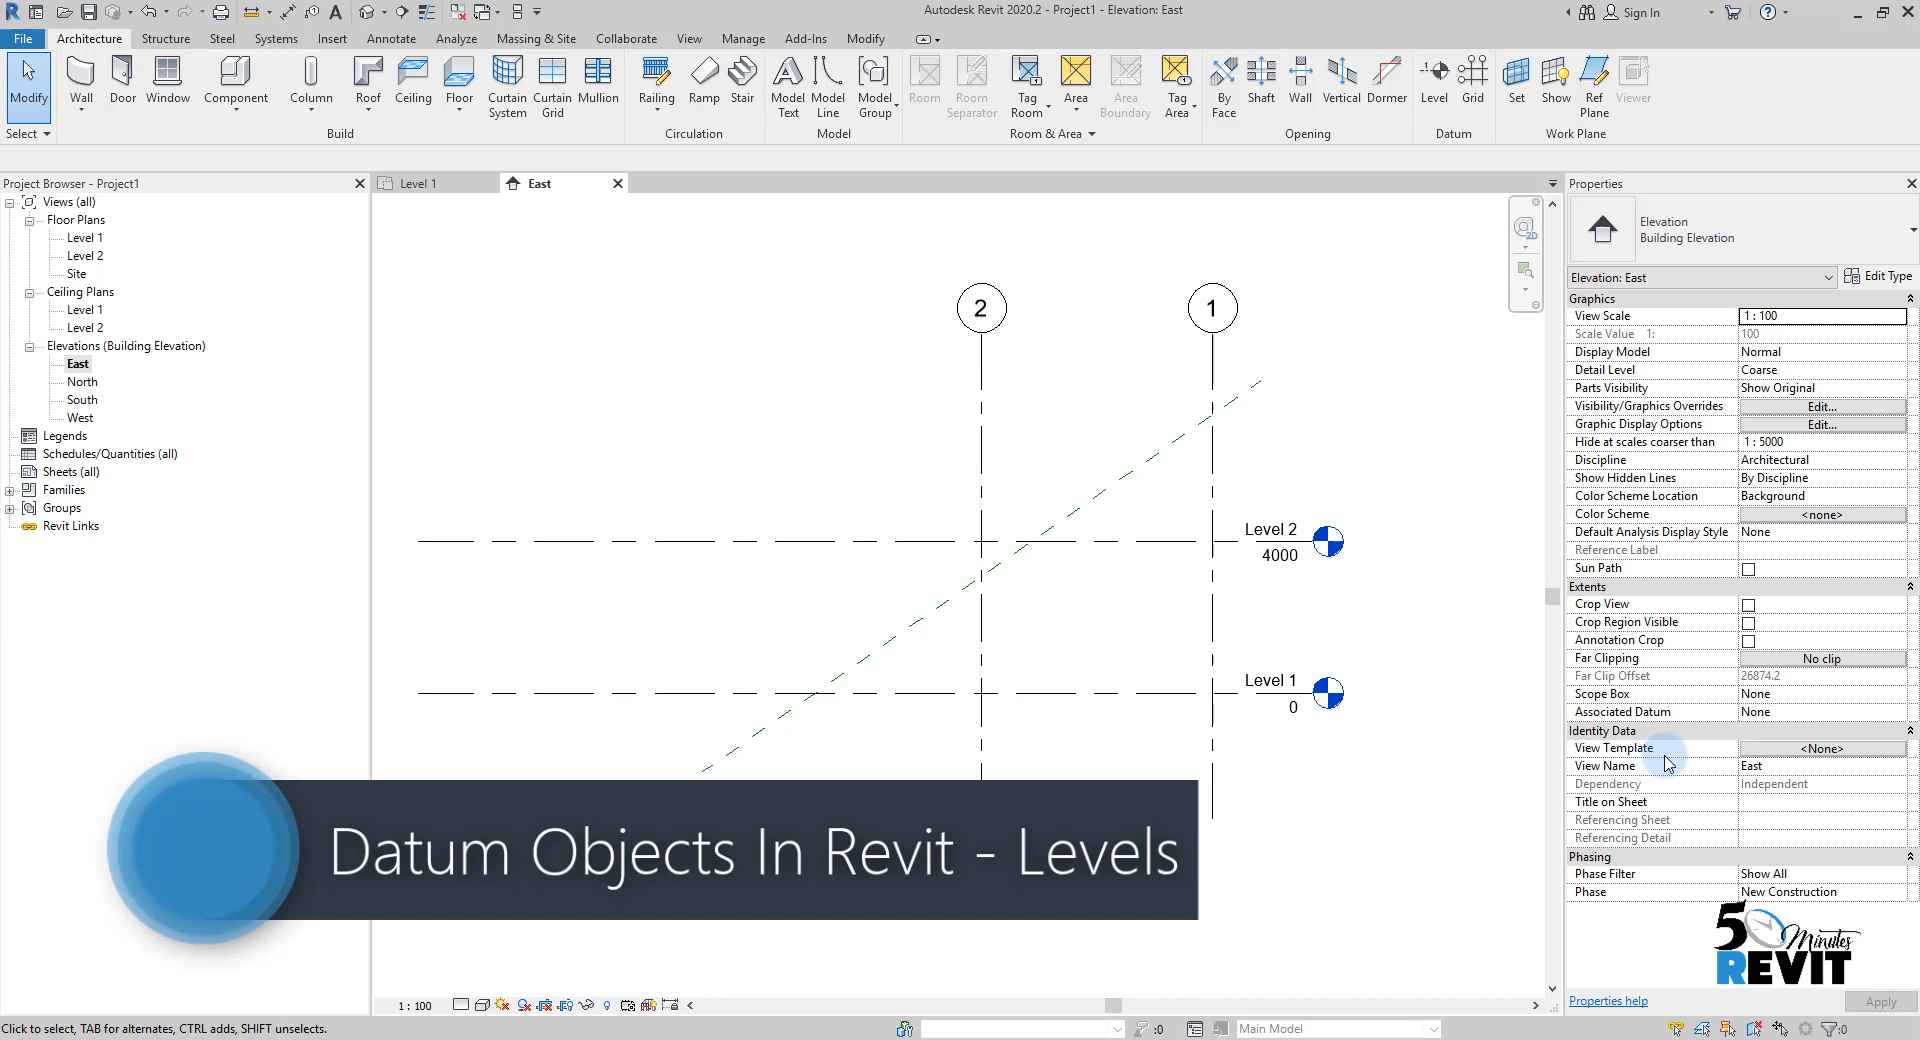 Autodesk Revit 2020.2 - Project1 - Elevation: East
Sign In
File Architecture Structure Steel Systems Insert Annotate Analyze Massing & Site Collaborate View Manage Add-Ins Modify
Modify Wall Door Window Component Column Roof Ceiling Floor Curtain System Curtain Grid Mullion Railing Ramp Stair Model Text Model Line Model Group Room Room Separator Tag Room Area Area Boundary Tag Area By Face Shaft Wall Vertical Dormer Level Grid Set Show Ref Plane Viewer
Select Build Circulation Model Room & Area Opening Datum Work Plane
Project Browser - Project1
Views (all)
Floor Plans
Level 1
Level 2
Site
Ceiling Plans
Level 1
Level 2
Elevations (Building Elevation)
East
North
South
West
Legends
Schedules/Quantities (all)
Sheets (all)
Families
Groups
Revit Links
Level 1 East
2 1
Level 2
4000
Level 1
0
Datum Objects In Revit - Levels
Properties
Elevation
Building Elevation
Elevation: East Edit Type
Graphics
View Scale 1 : 100
Scale Value 1: 100
Display Model Normal
Detail Level Coarse
Parts Visibility Show Original
Visibility/Graphics Overrides Edit...
Graphic Display Options Edit...
Hide at scales coarser than 1 : 5000
Discipline Architectural
Show Hidden Lines By Discipline
Color Scheme Location Background
Color Scheme <none>
Default Analysis Display Style None
Reference Label
Sun Path
Extents
Crop View
Crop Region Visible
Annotation Crop
Far Clipping No clip
Far Clip Offset 26874.2
Scope Box None
Associated Datum None
Identity Data
View Template <None>
View Name East
Dependency Independent
Title on Sheet
Referencing Sheet
Referencing Detail
Phasing
Phase Filter Show All
Phase New Construction
5 Minutes
REVIT
Properties help Apply
1 : 100
Click to select, TAB for alternates, CTRL adds, SHIFT unselects.
:0 Main Model :0